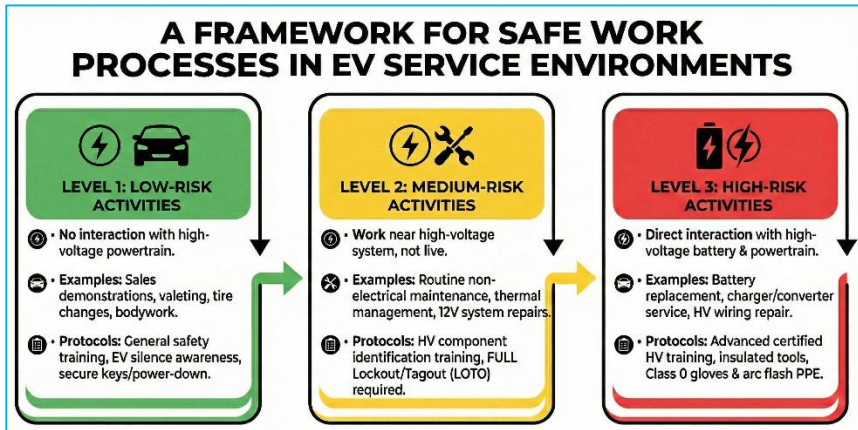 A FRAMEWORK FOR SAFE WORK
PROCESSES IN EV SERVICE ENVIRONMENTS
LEVEL 1: LOW-RISK
ACTIVITIES
• No interaction with high-
voltage powertrain.
• Examples: Sales
demonstrations, valeting, tire
changes, bodywork.
• Protocols: General safety
training, EV silence awareness,
secure keys/power-down.
LEVEL 2: MEDIUM-RISK
ACTIVITIES
• Work near high-voltage
system, not live.
• Examples: Routine non-
electrical maintenance, thermal
management, 12V system repairs.
• Protocols: HV component
identification training, FULL
Lockout/Tagout (LOTO)
required.
LEVEL 3: HIGH-RISK
ACTIVITIES
• Direct interaction with high-
voltage battery & powertrain.
• Examples: Battery
replacement, charger/converter
service, HV wiring repair.
• Protocols: Advanced certified
HV training, insulated tools,
Class 0 gloves & arc flash PPE.